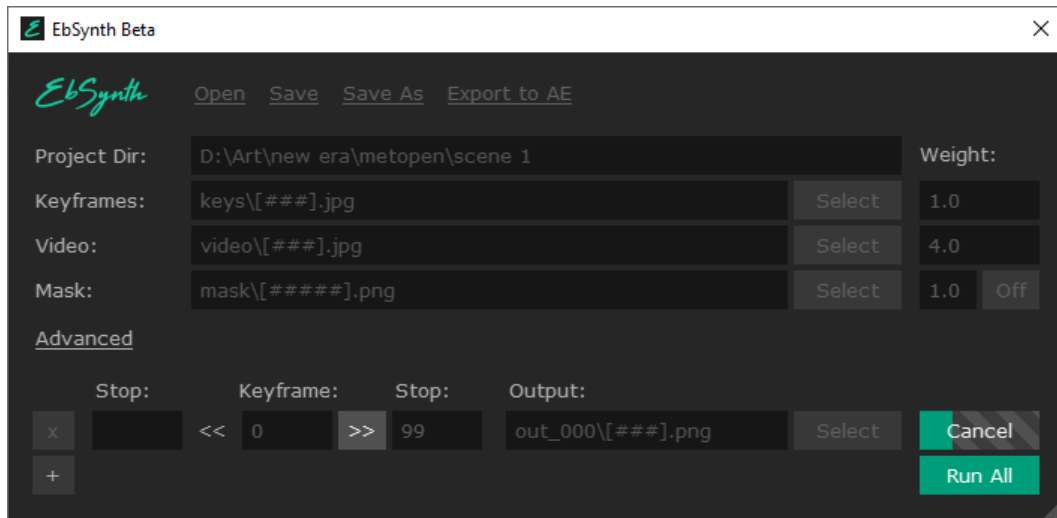 EbSynth Beta
EbSynth Open Save Save As Export to AE
Project Dir: D:\Art\new era\metopen\scene 1 Weight:
Keyframes: keys\[###].jpg Select 1.0
Video: video\[###].jpg Select 4.0
Mask: mask\[#####].png Select 1.0 Off
Advanced
Stop: Keyframe: Stop: Output:
x << 0 >> 99 out_000\[###].png Select Cancel
+ Run All